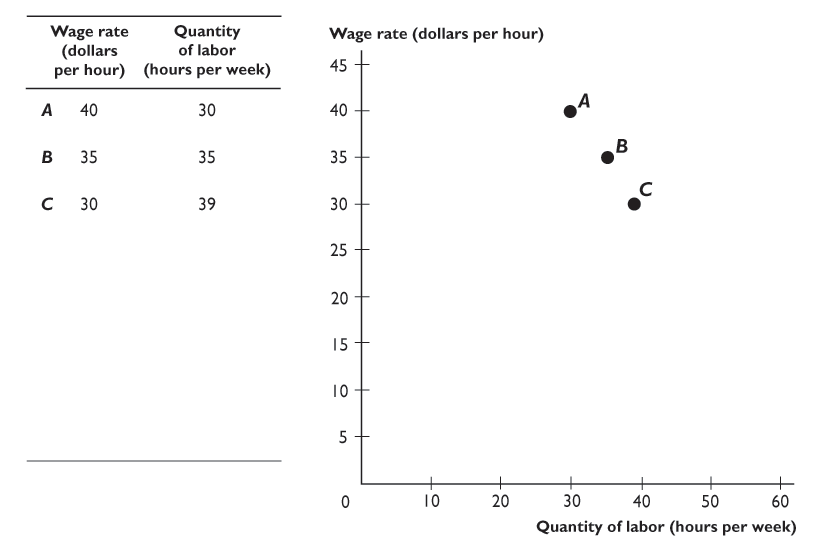 Wage rate
(dollars
per hour)
Quantity
of labor
(hours per week)
A 40 30
B 35 35
C 30 39
Wage rate (dollars per hour)
45
40
35
30
25
20
15
10
5
A
B
C
0 10 20 30 40 50 60
Quantity of labor (hours per week)